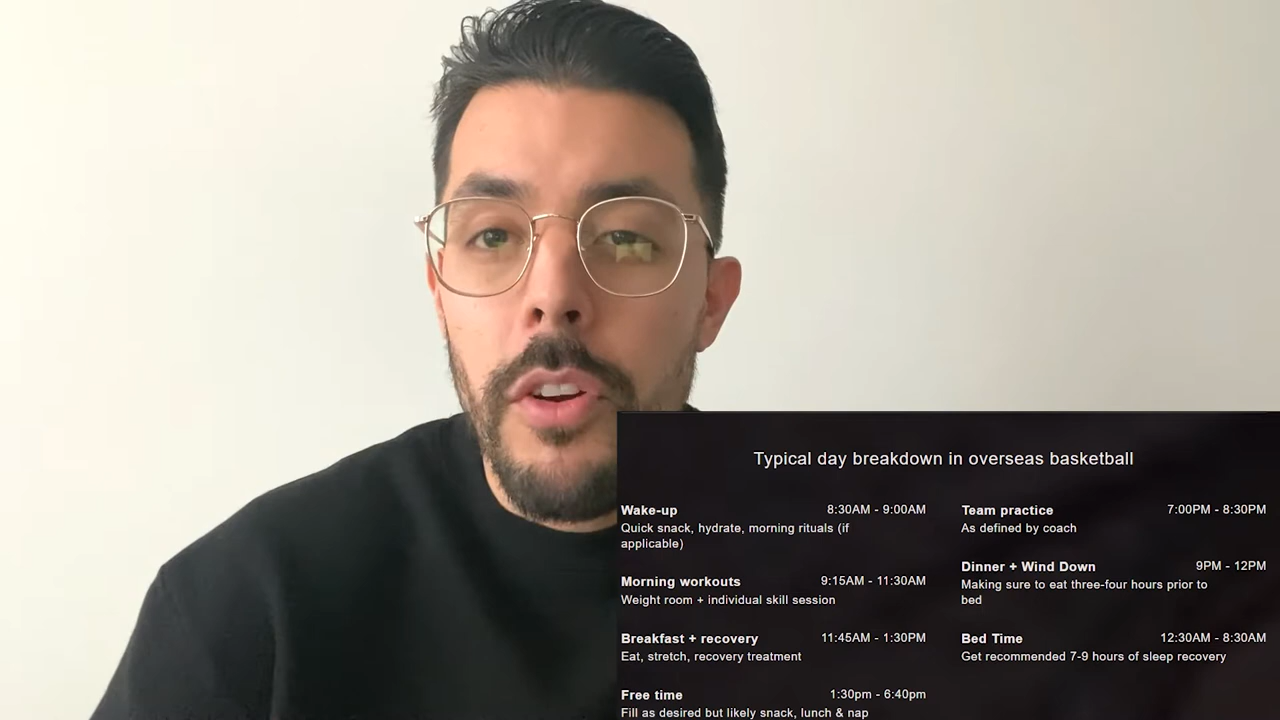 Typical day breakdown in overseas basketball
Wake-up 8:30AM - 9:00AM
Quick snack, hydrate, morning rituals (if
applicable)
Morning workouts 9:15AM - 11:30AM
Weight room + individual skill session
Breakfast + recovery 11:45AM - 1:30PM
Eat, stretch, recovery treatment
Free time 1:30pm - 6:40pm
Fill as desired but likely snack, lunch & nap
Team practice 7:00PM - 8:30PM
As defined by coach
Dinner + Wind Down 9PM - 12PM
Making sure to eat three-four hours prior to
bed
Bed Time 12:30AM - 8:30AM
Get recommended 7-9 hours of sleep recovery